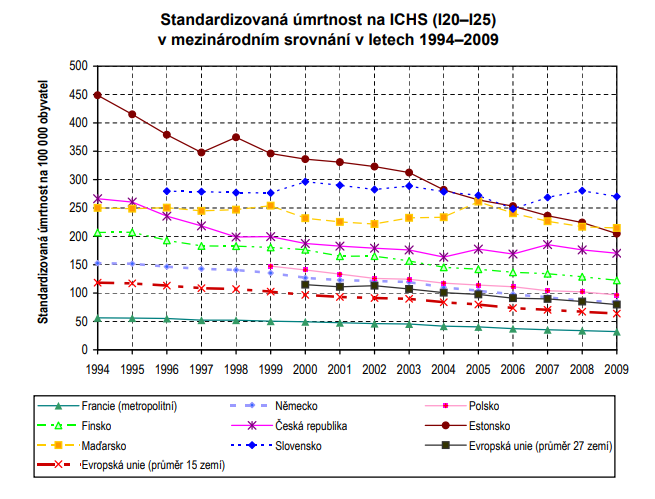 Standardizovaná úmrtnost na ICHS (I20–I25)
v mezinárodním srovnání v letech 1994–2009
Standardizovaná úmrtnost na 100 000 obyvatel
500
450
400
350
300
250
200
150
100
50
0
1994 1995 1996 1997 1998 1999 2000 2001 2002 2003 2004 2005 2006 2007 2008 2009
Francie (metropolitní) Německo Polsko
Finsko Česká republika Estonsko
Maďarsko Slovensko Evropská unie (průměr 27 zemí)
Evropská unie (průměr 15 zemí)